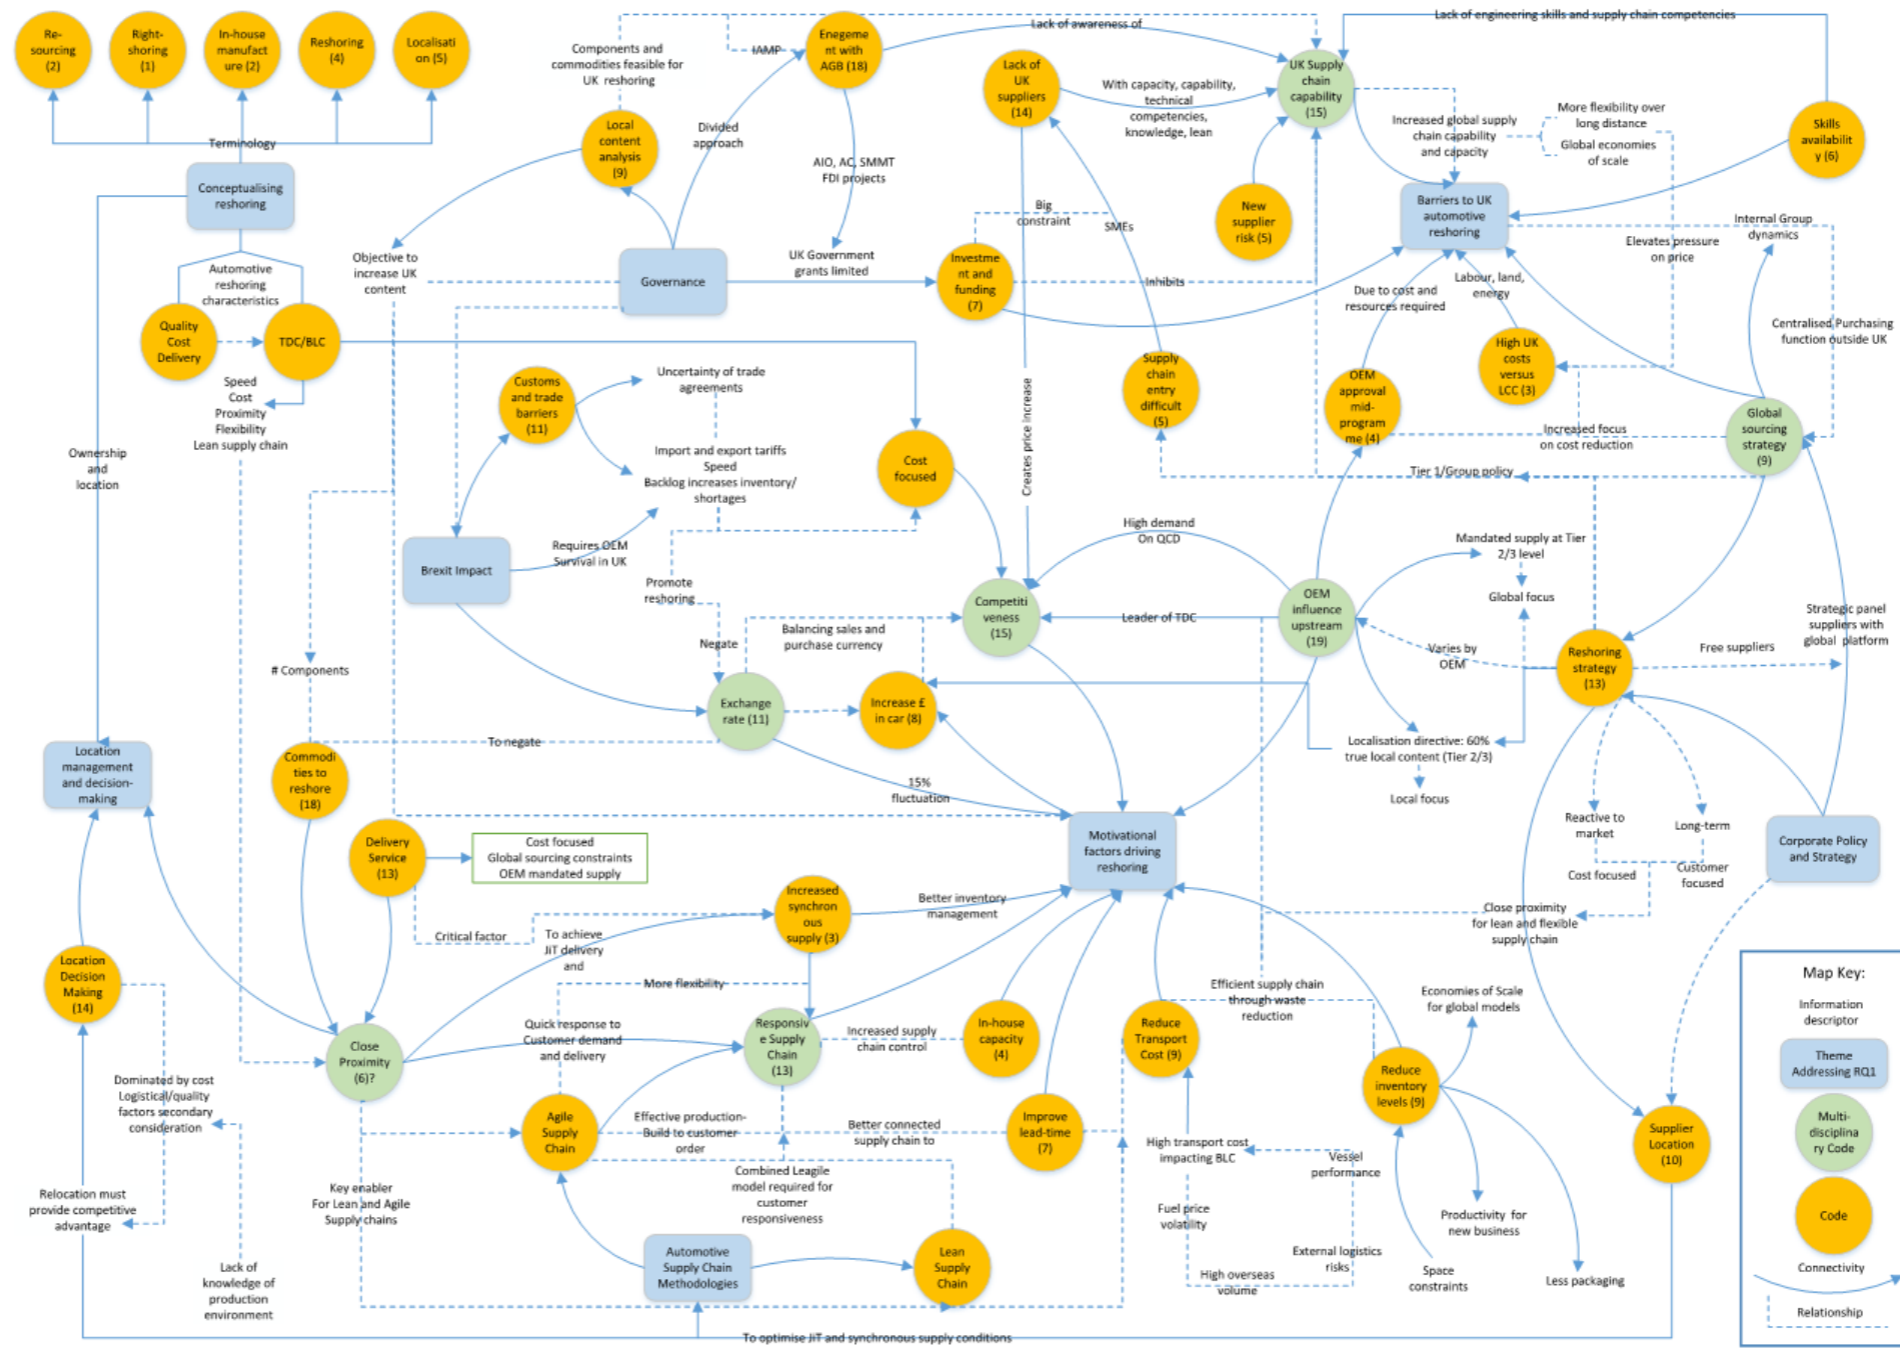 Re-
sourcing
(2)
Right-
shoring
(1)
In-house
manufact
ure (2)
Reshoring
(4)
Localisati
on (5)
Terminology
Conceptualising
reshoring
Automotive
reshoring
characteristics
Quality
Cost
Delivery
TDC/BLC
Speed
Cost
Proximity
Flexibility
Lean supply chain
Ownership
and
location
Components and
commodities feasible for
UK reshoring
IAMP
Enegeme
nt with
AGB (18)
Lack of awareness of
Local
content
analysis
(9)
Divided
approach
AIO, AC, SMMT
FDI projects
Objective to
increase UK
content
Governance
UK Government
grants limited
Lack of
UK
suppliers
(14)
With capacity, capability,
technical
competencies,
knowledge, lean
UK Supply
chain
capability
(15)
Lack of engineering skills and supply chain competencies
Increased global supply
chain capability
and capacity
More flexibility over
long distance
Global economies
of scale
Skills
availabilit
y (6)
Big
constraint
SMEs
New
supplier
risk (5)
Investme
nt and
funding
(7)
Inhibits
Barriers to UK
automotive
reshoring
Internal Group
dynamics
Elevates pressure
on price
Labour, land,
energy
Due to cost and
resources required
Centralised Purchasing
function outside UK
High UK
costs
versus
LCC (3)
Supply
chain
entry
difficult
(5)
OEM
approval
mid-
program
me (4)
Increased focus
on cost reduction
Global
sourcing
strategy
(9)
Tier 1/Group policy
Customs
and trade
barriers
(11)
Uncertainty of trade
agreements
Import and export tariffs
Speed
Backlog increases inventory/
shortages
Cost
focused
Creates price increase
Brexit Impact
Requires OEM
Survival in UK
Promote
reshoring
Negate
High demand
On QCD
Competiti
veness
(15)
Leader of TDC
OEM
influence
upstream
(19)
Mandated supply at Tier
2/3 level
Global focus
Varies by
OEM
Reshoring
strategy
(13)
Free suppliers
Strategic panel
suppliers with
global platform
# Components
Balancing sales and
purchase currency
Exchange
rate (11)
Increase £
in car (8)
To negate
15%
fluctuation
Localisation directive: 60%
true local content (Tier 2/3)
Local focus
Location
management
and decision-
making
Commodi
ties to
reshore
(18)
Delivery
Service
(13)
Cost focused
Global sourcing constraints
OEM mandated supply
Motivational
factors driving
reshoring
Reactive to
market
Long-term
Cost focused
Customer
focused
Corporate Policy
and Strategy
Close proximity
for lean and flexible
supply chain
Critical factor
To achieve
JiT delivery
and
Increased
synchron
ous
supply (3)
Better inventory
management
More flexibility
Location
Decision
Making
(14)
Close
Proximity
(6)?
Quick response to
Customer demand
and delivery
Responsiv
e Supply
Chain
(13)
Increased supply
chain control
In-house
capacity
(4)
Reduce
Transport
Cost (9)
Efficient supply chain
through waste
reduction
Economies of Scale
for global models
Reduce
inventory
levels (9)
Dominated by cost
Logistical/quality
factors secondary
consideration
Agile
Supply
Chain
Effective production-
Build to customer
order
Better connected
supply chain to
Improve
lead-time
(7)
High transport cost
impacting BLC
Vessel
performance
Supplier
Location
(10)
Relocation must
provide competitive
advantage
Key enabler
For Lean and Agile
Supply chains
Combined Leagile
model required for
customer
responsiveness
Fuel price
volatility
External logistics
risks
High overseas
volume
Productivity for
new business
Space
constraints
Less packaging
Lack of
knowledge of
production
environment
Automotive
Supply Chain
Methodologies
Lean
Supply
Chain
To optimise JiT and synchronous supply conditions
Map Key:
Information
descriptor
Theme
Addressing RQ1
Multi-
disciplina
ry Code
Code
Connectivity
Relationship